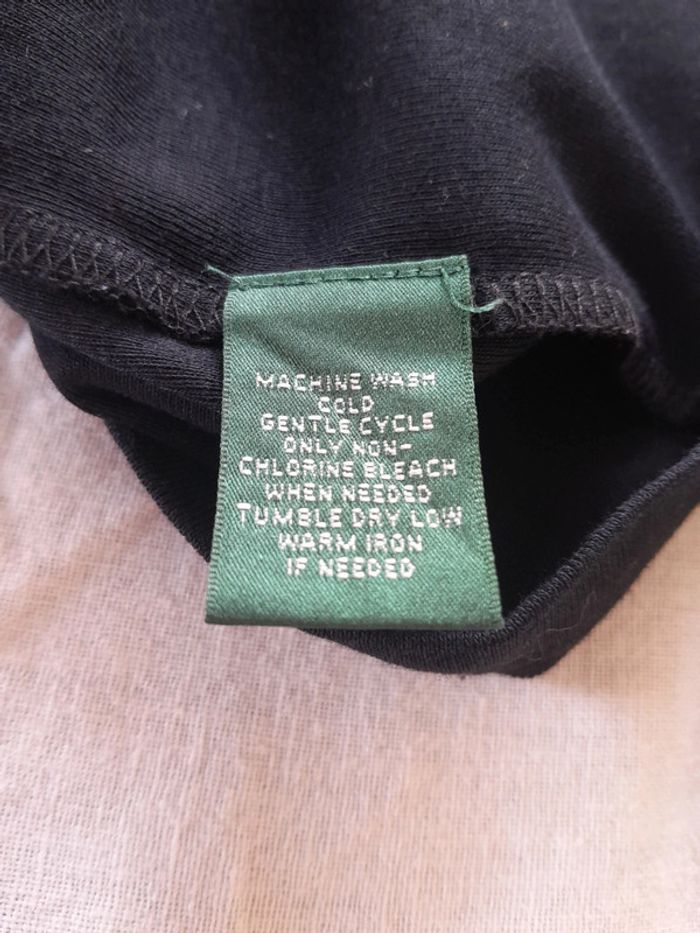 MACHINE WASH
COLD
GENTLE CYCLE
ONLY NON-
CHLORINE BLEACH
WHEN NEEDED
TUMBLE DRY LOW
WARM IRON
IF NEEDED